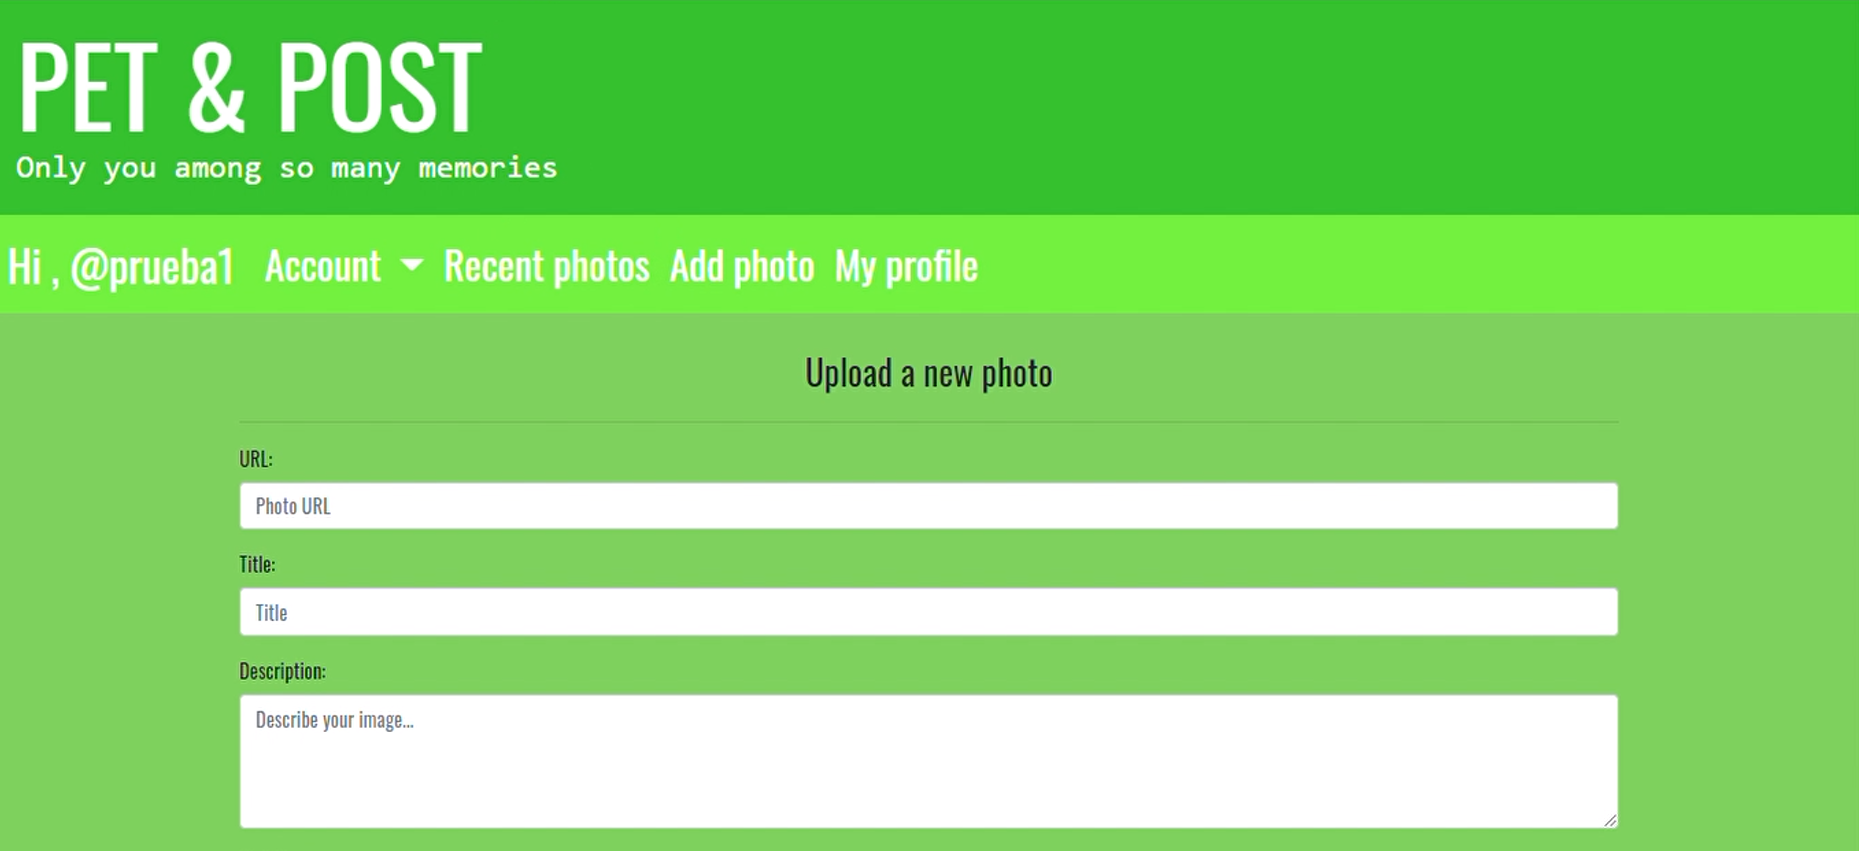 PET & POST
Only you among so many memories
Hi , @prueba1 Account Recent photos Add photo My profile
Upload a new photo
URL:
Photo URL
Title:
Title
Description:
Describe your image...